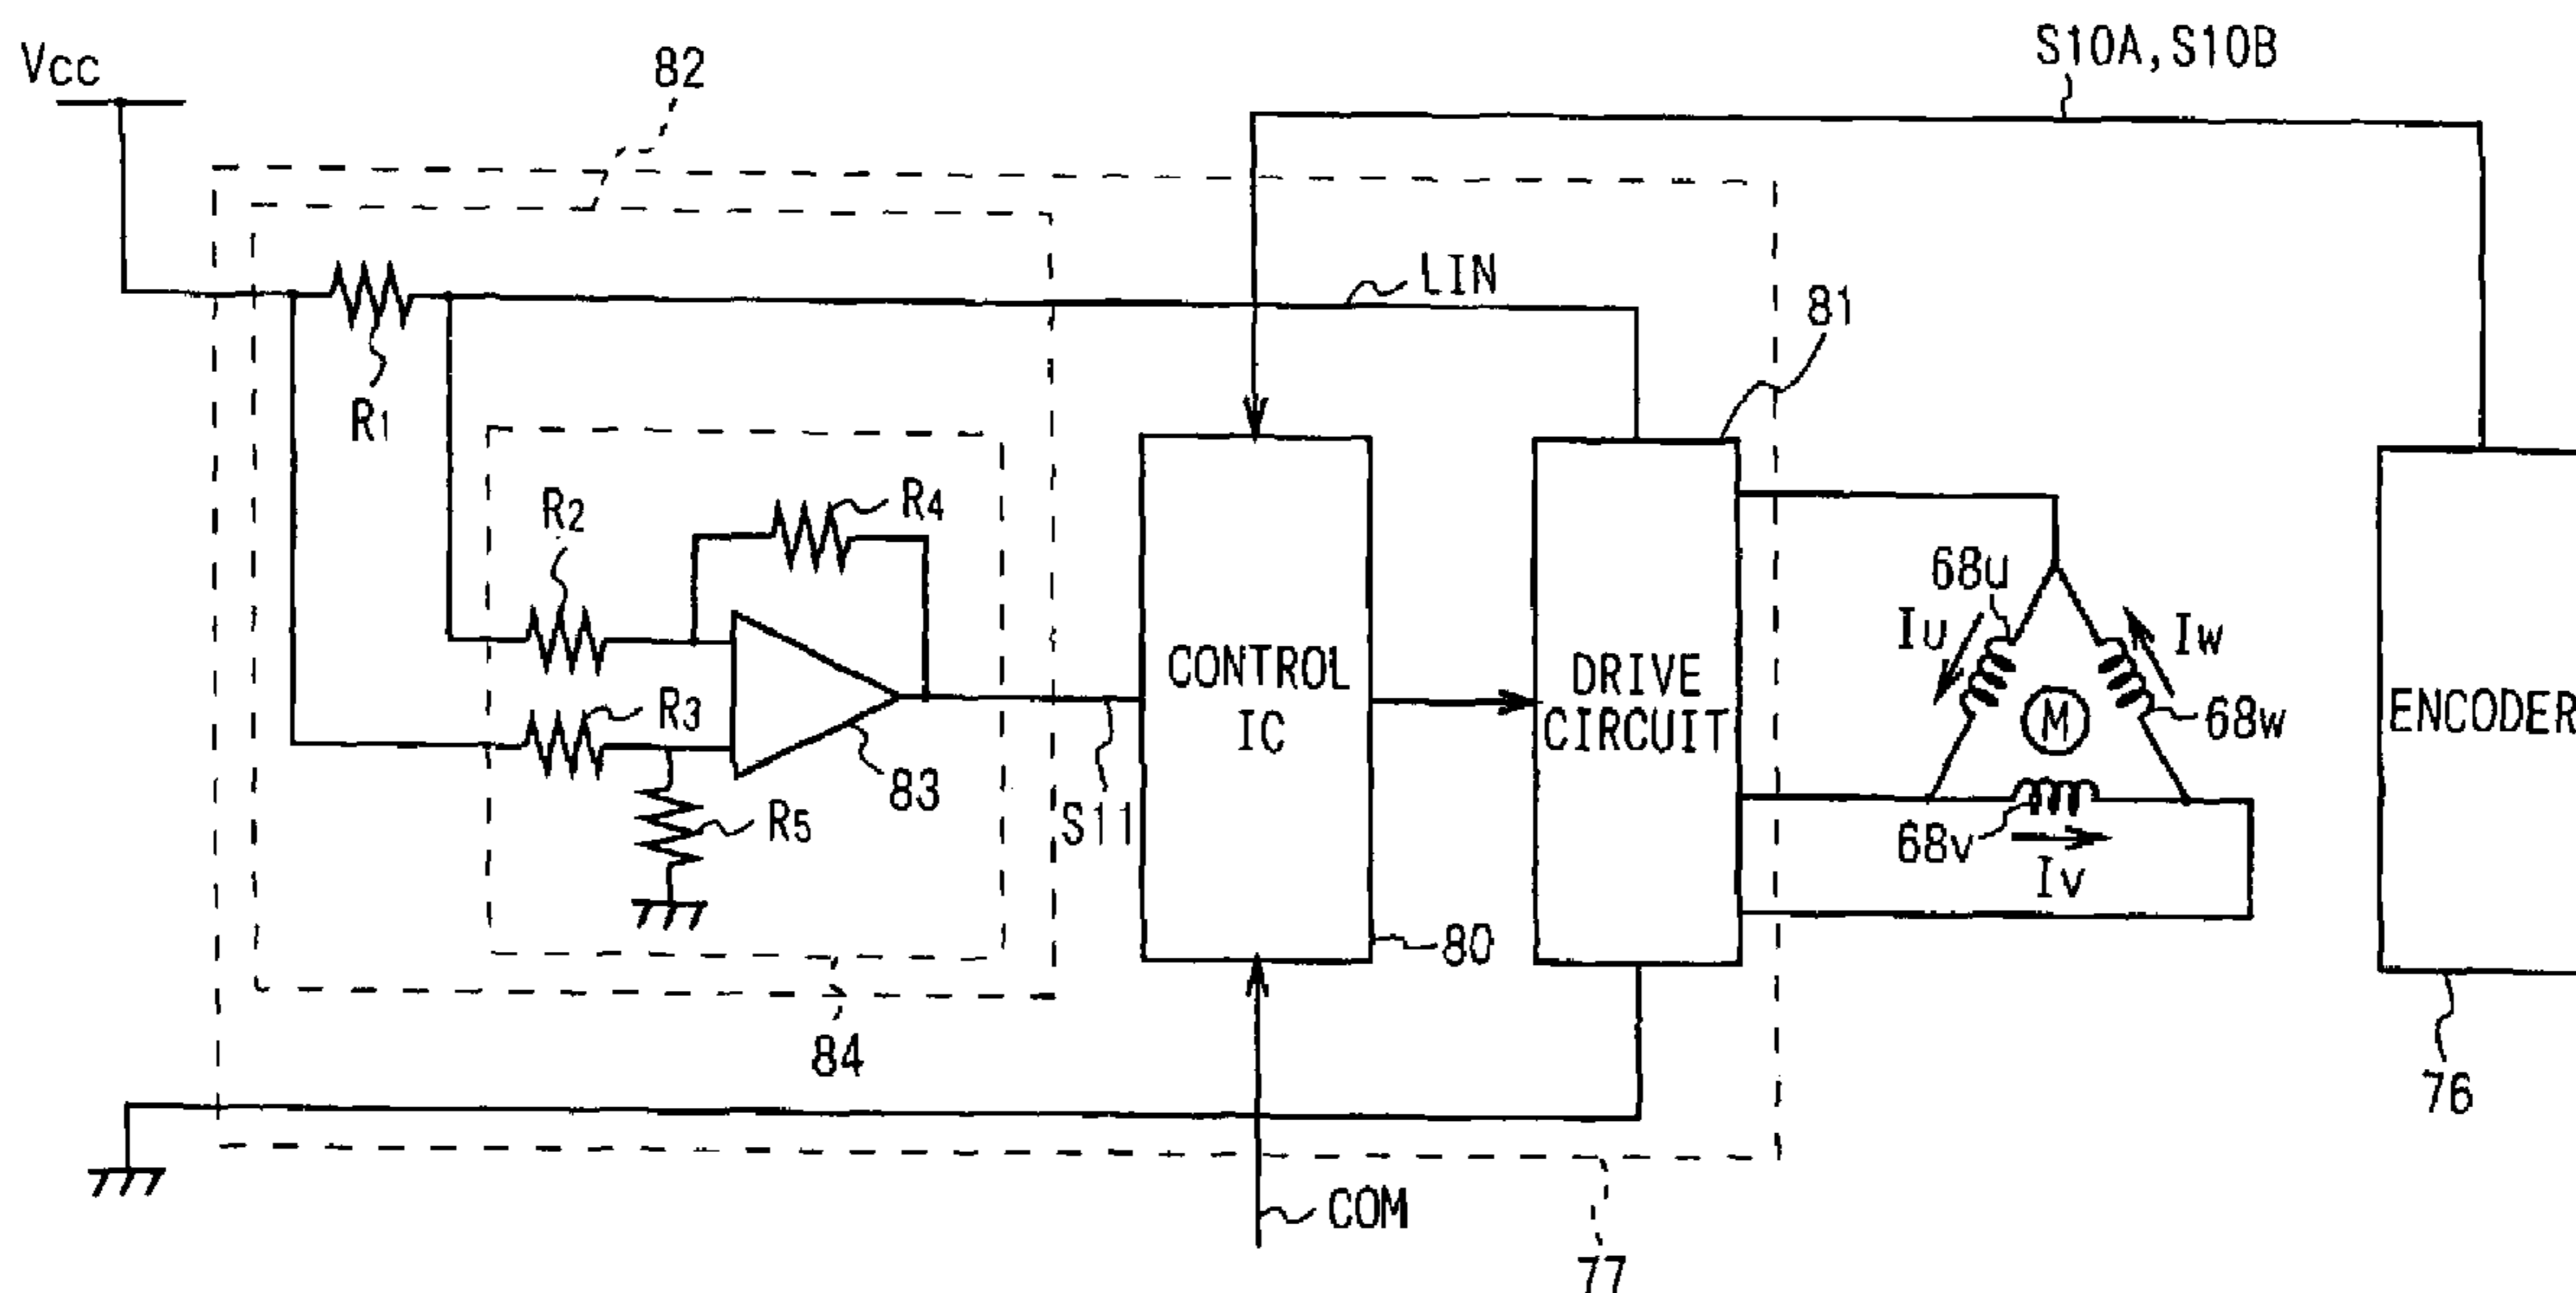 Vcc
82
S10A,S10B
LIN
81
R1
R2
R4
R3
R5
83
S11
CONTROL
IC
80
DRIVE
CIRCUIT
68u
Iu
Iw
M
68w
68v
Iv
ENCODER
76
84
COM
77